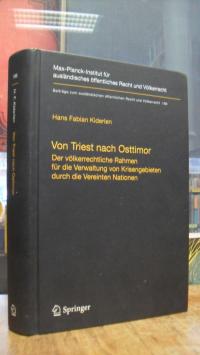 Max-Planck-Institut für
ausländisches öffentliches Recht und Völkerrecht
Beiträge zum ausländischen öffentlichen Recht und Völkerrecht
Hans Fabian Kiderlen
Von Triest nach Osttimor
Der völkerrechtliche Rahmen
für die Verwaltung von Krisengebieten
durch die Vereinten Nationen
Springer